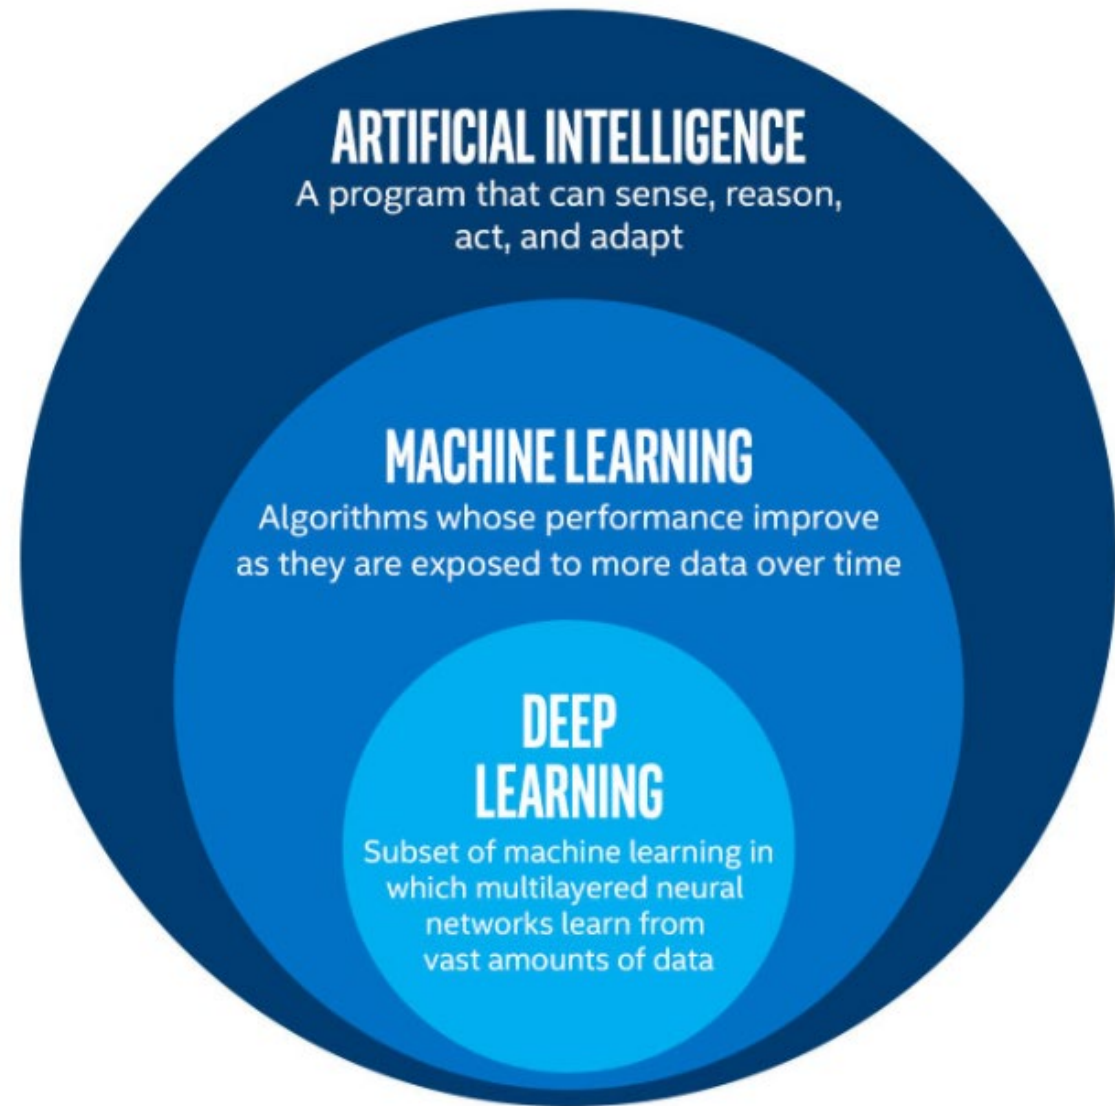 ARTIFICIAL INTELLIGENCE
A program that can sense, reason,
act, and adapt
MACHINE LEARNING
Algorithms whose performance improve
as they are exposed to more data over time
DEEP
LEARNING
Subset of machine learning in
which multilayered neural
networks learn from
vast amounts of data